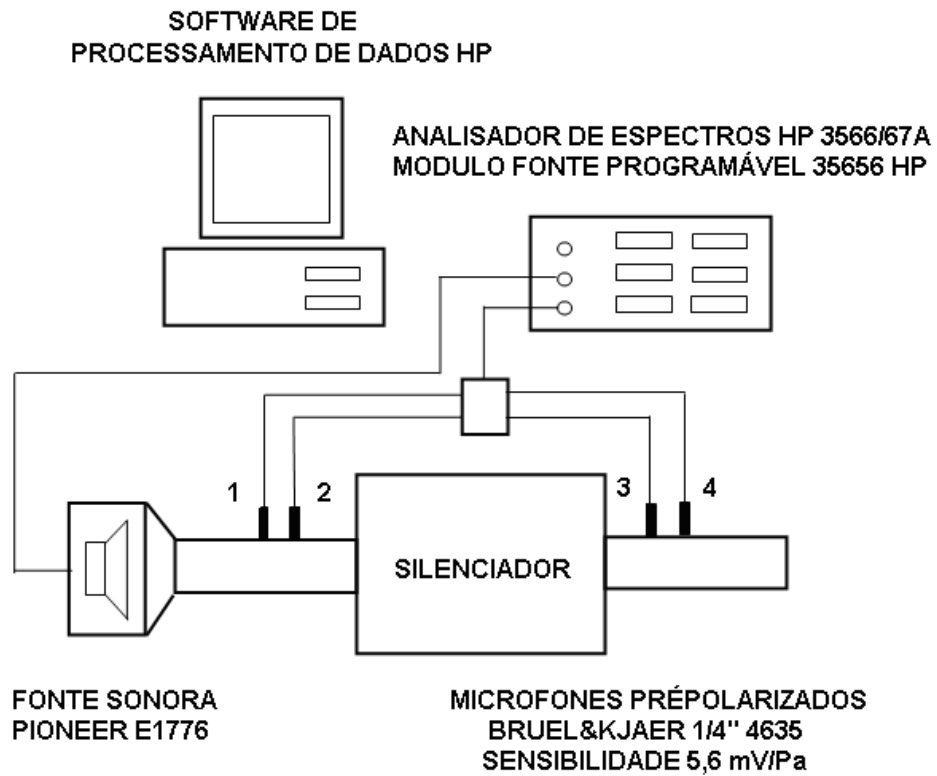 SOFTWARE DE
PROCESSAMENTO DE DADOS HP
ANALISADOR DE ESPECTROS HP 3566/67A
MODULO FONTE PROGRAMÁVEL 35656 HP
1
2
3
4
SILENCIADOR
FONTE SONORA
PIONEER E1776
MICROFONES PRÉPOLARIZADOS
BRUEL&KJAER 1/4" 4635
SENSIBILIDADE 5,6 mV/Pa